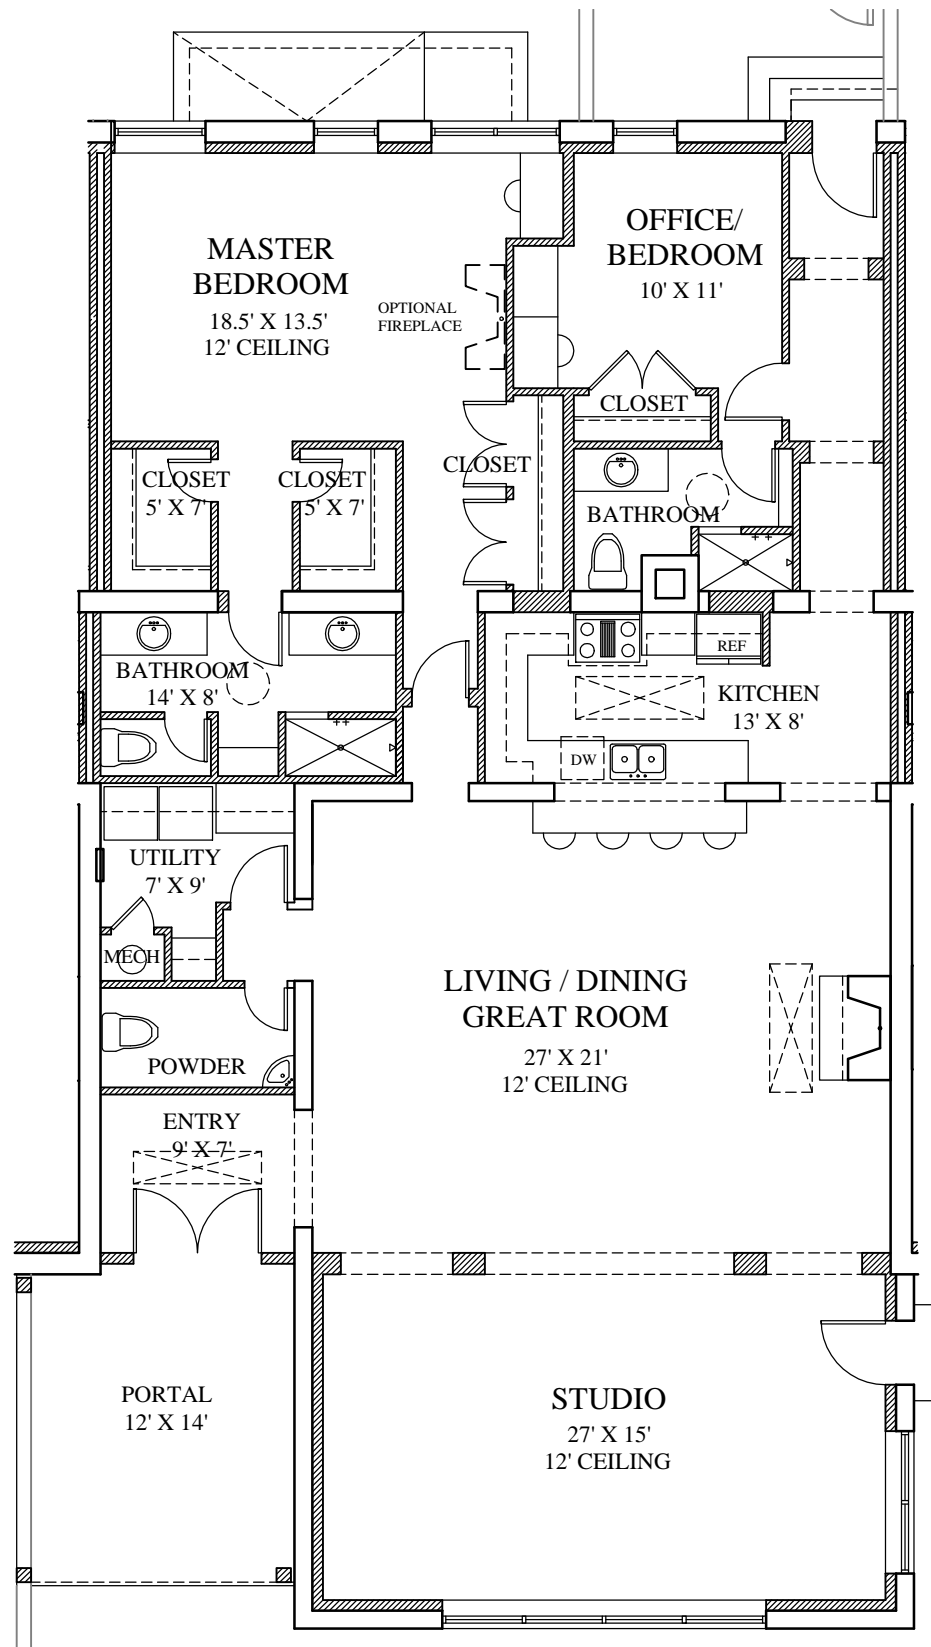 MASTER
BEDROOM
18.5' X 13.5'
12' CEILING
OPTIONAL
FIREPLACE
OFFICE/
BEDROOM
10' X 11'
CLOSET
CLOSET
5' X 7'
CLOSET
5' X 7'
CLOSET
BATHROOM
BATHROOM
14' X 8'
REF
KITCHEN
13' X 8'
DW
UTILITY
7' X 9'
MECH
POWDER
LIVING / DINING
GREAT ROOM
27' X 21'
12' CEILING
ENTRY
9' X 7'
PORTAL
12' X 14'
STUDIO
27' X 15'
12' CEILING